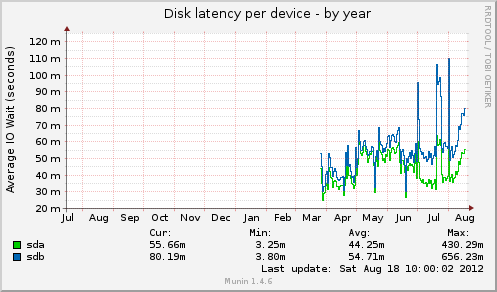 Disk latency per device - by year
RRDTOOL / TOBI OETIKER
Average IO Wait (seconds)
120 m
110 m
100 m
90 m
80 m
70 m
60 m
50 m
40 m
30 m
20 m
Jul Aug Sep Oct Nov Dec Jan Feb Mar Apr May Jun Jul Aug
Cur: Min: Avg: Max:
sda 55.66m 3.25m 44.25m 430.29m
sdb 80.19m 3.80m 54.71m 656.23m
Last update: Sat Aug 18 10:00:02 2012
Munin 1.4.6